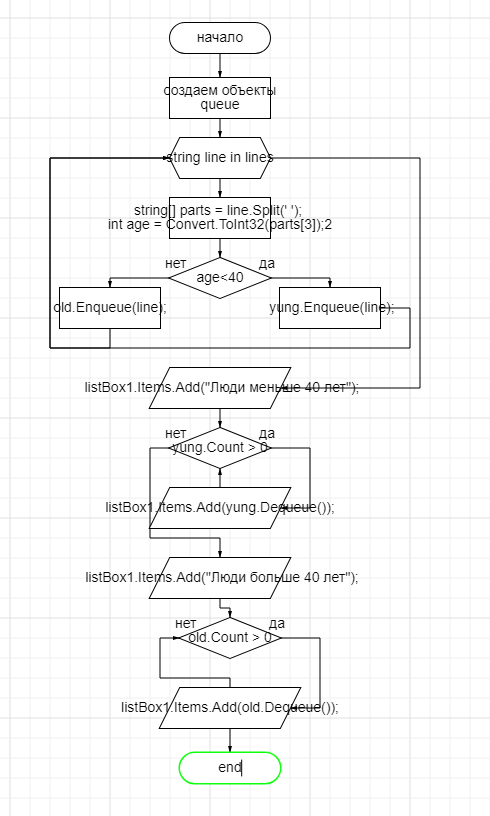 начало
создаем объекты
queue
string line in lines
string[] parts = line.Split(' ');
int age = Convert.ToInt32(parts[3]);2
нет
да
age<40
old.Enqueue(line);
yung.Enqueue(line);
listBox1.Items.Add("Люди меньше 40 лет");
нет
да
yung.Count > 0
listBox1.Items.Add(yung.Dequeue());
listBox1.Items.Add("Люди больше 40 лет");
нет
да
old.Count > 0
listBox1.Items.Add(old.Dequeue());
end